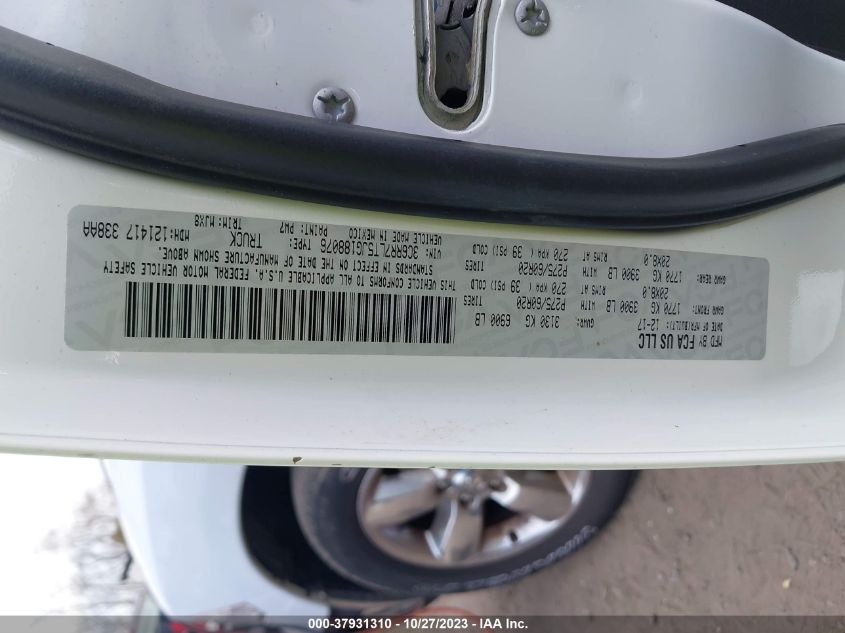 MFD BY FCA US LLC
DATE OF MFR(BUILT): 12-17 GVWR: 3130 KG 6900 LB
GAWR FRONT: 1770 KG 3900 LB WITH P275/60R20 TIRES
20X8.0 RIMS AT 270 KPA ( 39 PSI) COLD
GAWR REAR: 1770 KG 3900 LB WITH P275/60R20 TIRES
20X8.0 RIMS AT 270 KPA ( 39 PSI) COLD
THIS VEHICLE CONFORMS TO ALL APPLICABLE U.S.A. FEDERAL MOTOR VEHICLE SAFETY
STANDARDS IN EFFECT ON THE DATE OF MANUFACTURE SHOWN ABOVE.
VIN: 3C6RR7LT5JG188076 TYPE: TRUCK MDH:121417 338AA
VEHICLE MADE IN MEXICO PAINT: PW7 TRIM: MJX8
000-37931310 - 10/27/2023 - IAAI.com